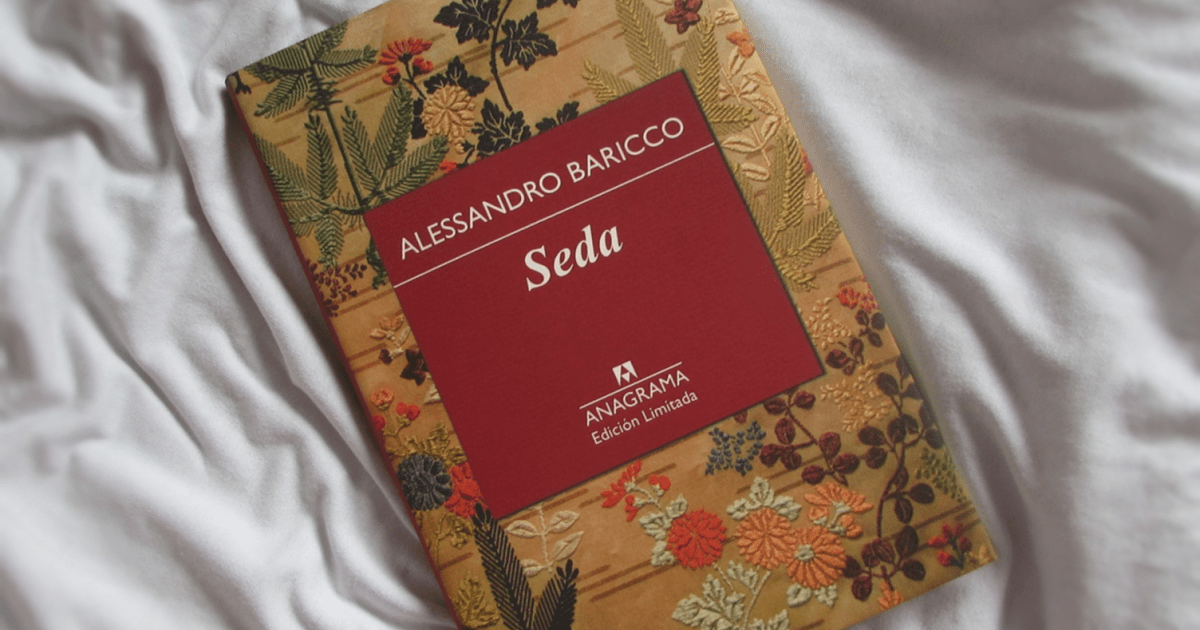 ALESSANDRO BARICCO
Seda
ANAGRAMA
Edición Limitada